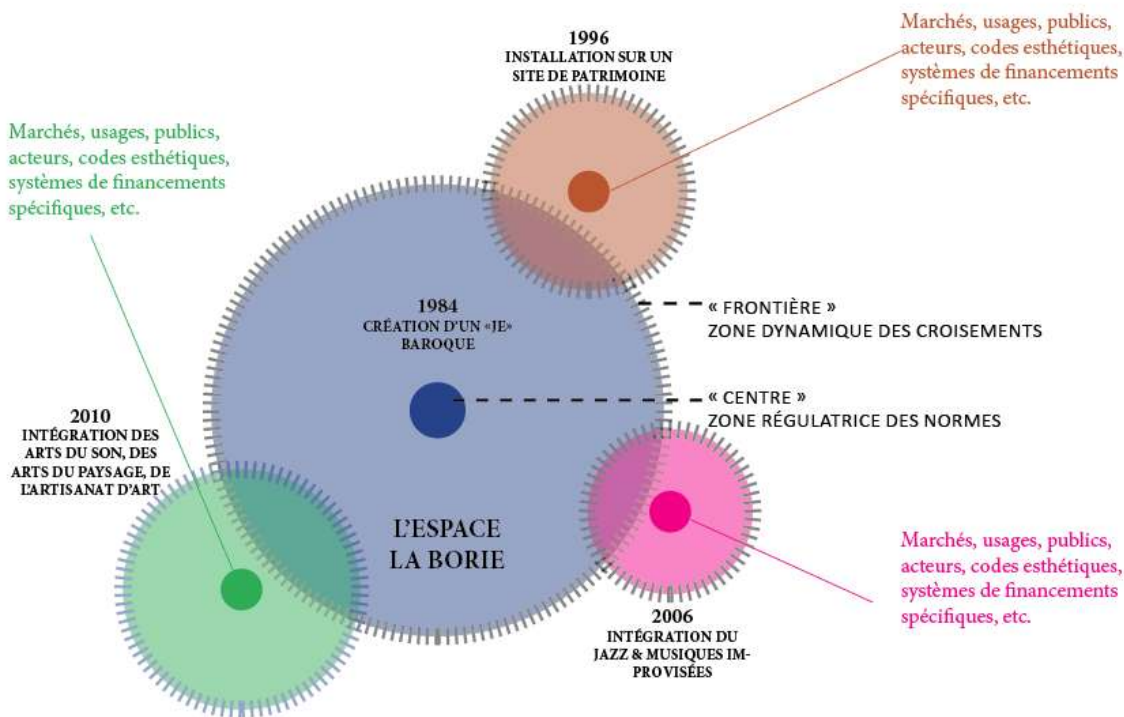 1996
INSTALLATION SUR UN
SITE DE PATRIMOINE
Marchés, usages, publics,
acteurs, codes esthétiques,
systèmes de financements
spécifiques, etc.
Marchés, usages, publics,
acteurs, codes esthétiques,
systèmes de financements
spécifiques, etc.
1984
CRÉATION D'UN «JE»
BAROQUE
« FRONTIÈRE »
ZONE DYNAMIQUE DES CROISEMENTS
« CENTRE »
ZONE RÉGULATRICE DES NORMES
2010
INTÉGRATION DES
ARTS DU SON, DES
ARTS DU PAYSAGE, DE
L'ARTISANAT D'ART
L'ESPACE
LA BORIE
Marchés, usages, publics,
acteurs, codes esthétiques,
systèmes de financements
spécifiques, etc.
2006
INTÉGRATION DU
JAZZ & MUSIQUES IM-
PROVISÉES